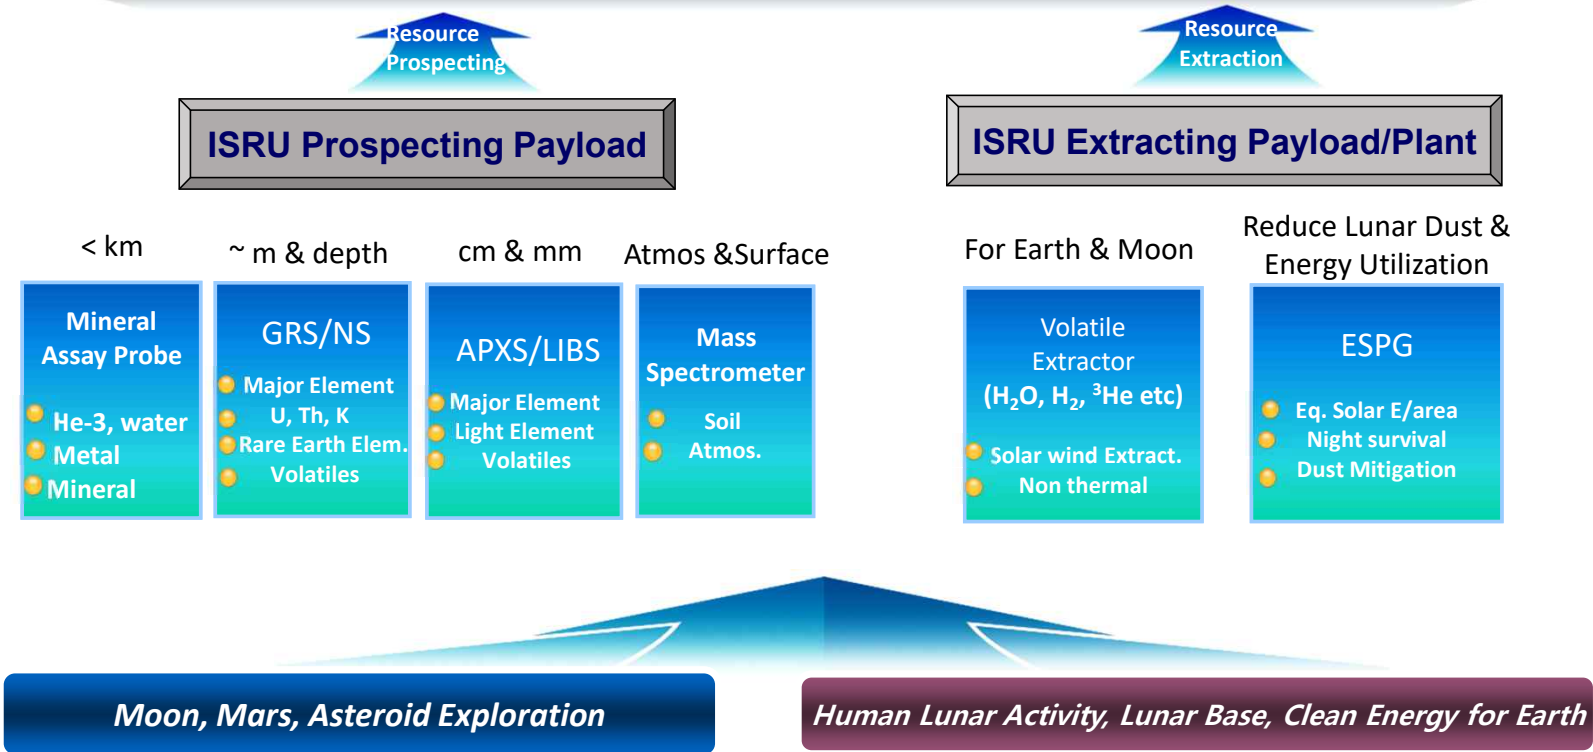 Resource
Prospecting
Resource
Extraction
ISRU Prospecting Payload
ISRU Extracting Payload/Plant
< km
~ m & depth
cm & mm
Atmos &Surface
For Earth & Moon
Reduce Lunar Dust &
Energy Utilization
Mineral
Assay Probe
He-3, water
Metal
Mineral
GRS/NS
Major Element
U, Th, K
Rare Earth Elem.
Volatiles
APXS/LIBS
Major Element
Light Element
Volatiles
Mass
Spectrometer
Soil
Atmos.
Volatile
Extractor
(H₂O, H₂, ³He etc)
Solar wind Extract.
Non thermal
ESPG
Eq. Solar E/area
Night survival
Dust Mitigation
Moon, Mars, Asteroid Exploration
Human Lunar Activity, Lunar Base, Clean Energy for Earth